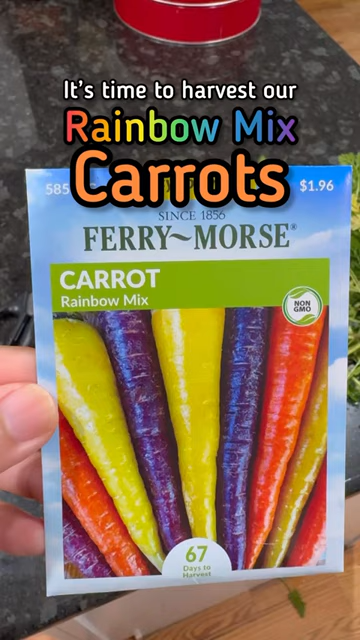 It's time to harvest our
Rainbow Mix
Carrots
585
$1.96
SINCE 1856
FERRY~MORSE®
CARROT
Rainbow Mix
NON
GMO
67
Days to
Harvest